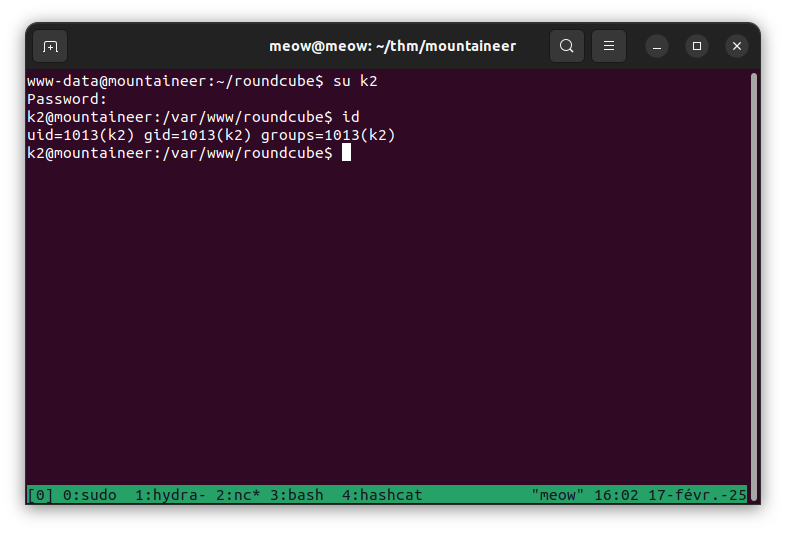 meow@meow: ~/thm/mountaineer
www-data@mountaineer:~/roundcube$ su k2
Password:
k2@mountaineer:/var/www/roundcube$ id
uid=1013(k2) gid=1013(k2) groups=1013(k2)
k2@mountaineer:/var/www/roundcube$
[0] 0:sudo  1:hydra- 2:nc* 3:bash  4:hashcat "meow" 16:02 17-févr.-25